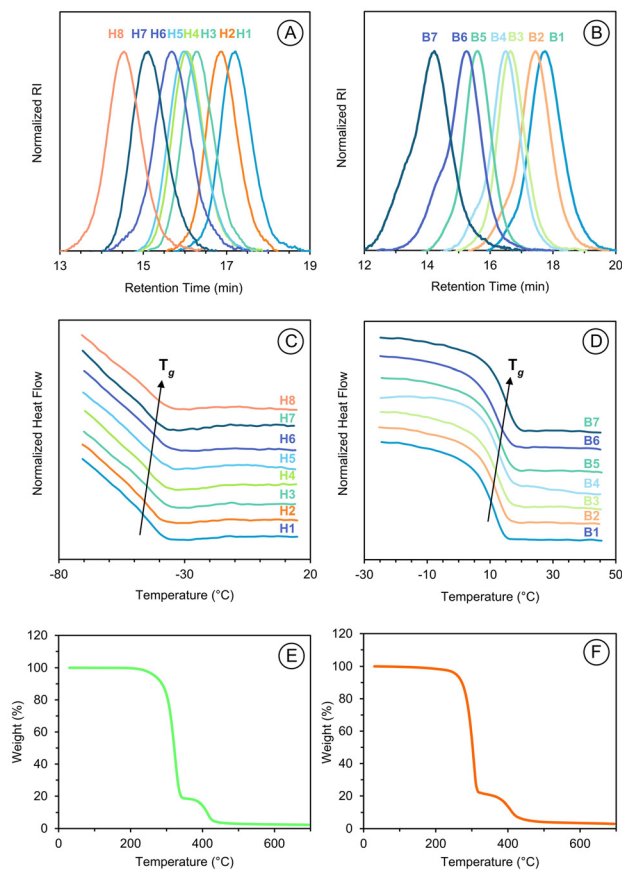 H8 H7 H6 H5 H4 H3 H2 H1
A
Normalized RI
13 15 17 19
Retention Time (min)
B7 B6 B5 B4 B3 B2 B1
B
Normalized RI
12 14 16 18 20
Retention Time (min)
C
Tg
Normalized Heat Flow
H8
H7
H6
H5
H4
H3
H2
H1
-80 -30 20
Temperature (°C)
D
Tg
Normalized Heat Flow
B7
B6
B5
B4
B3
B2
B1
-25 -10 10 30 50
Temperature (°C)
E
Weight (%)
120
100
80
60
40
20
0
0 200 400 600
Temperature (°C)
F
Weight (%)
120
100
80
60
40
20
0
0 200 400 600
Temperature (°C)